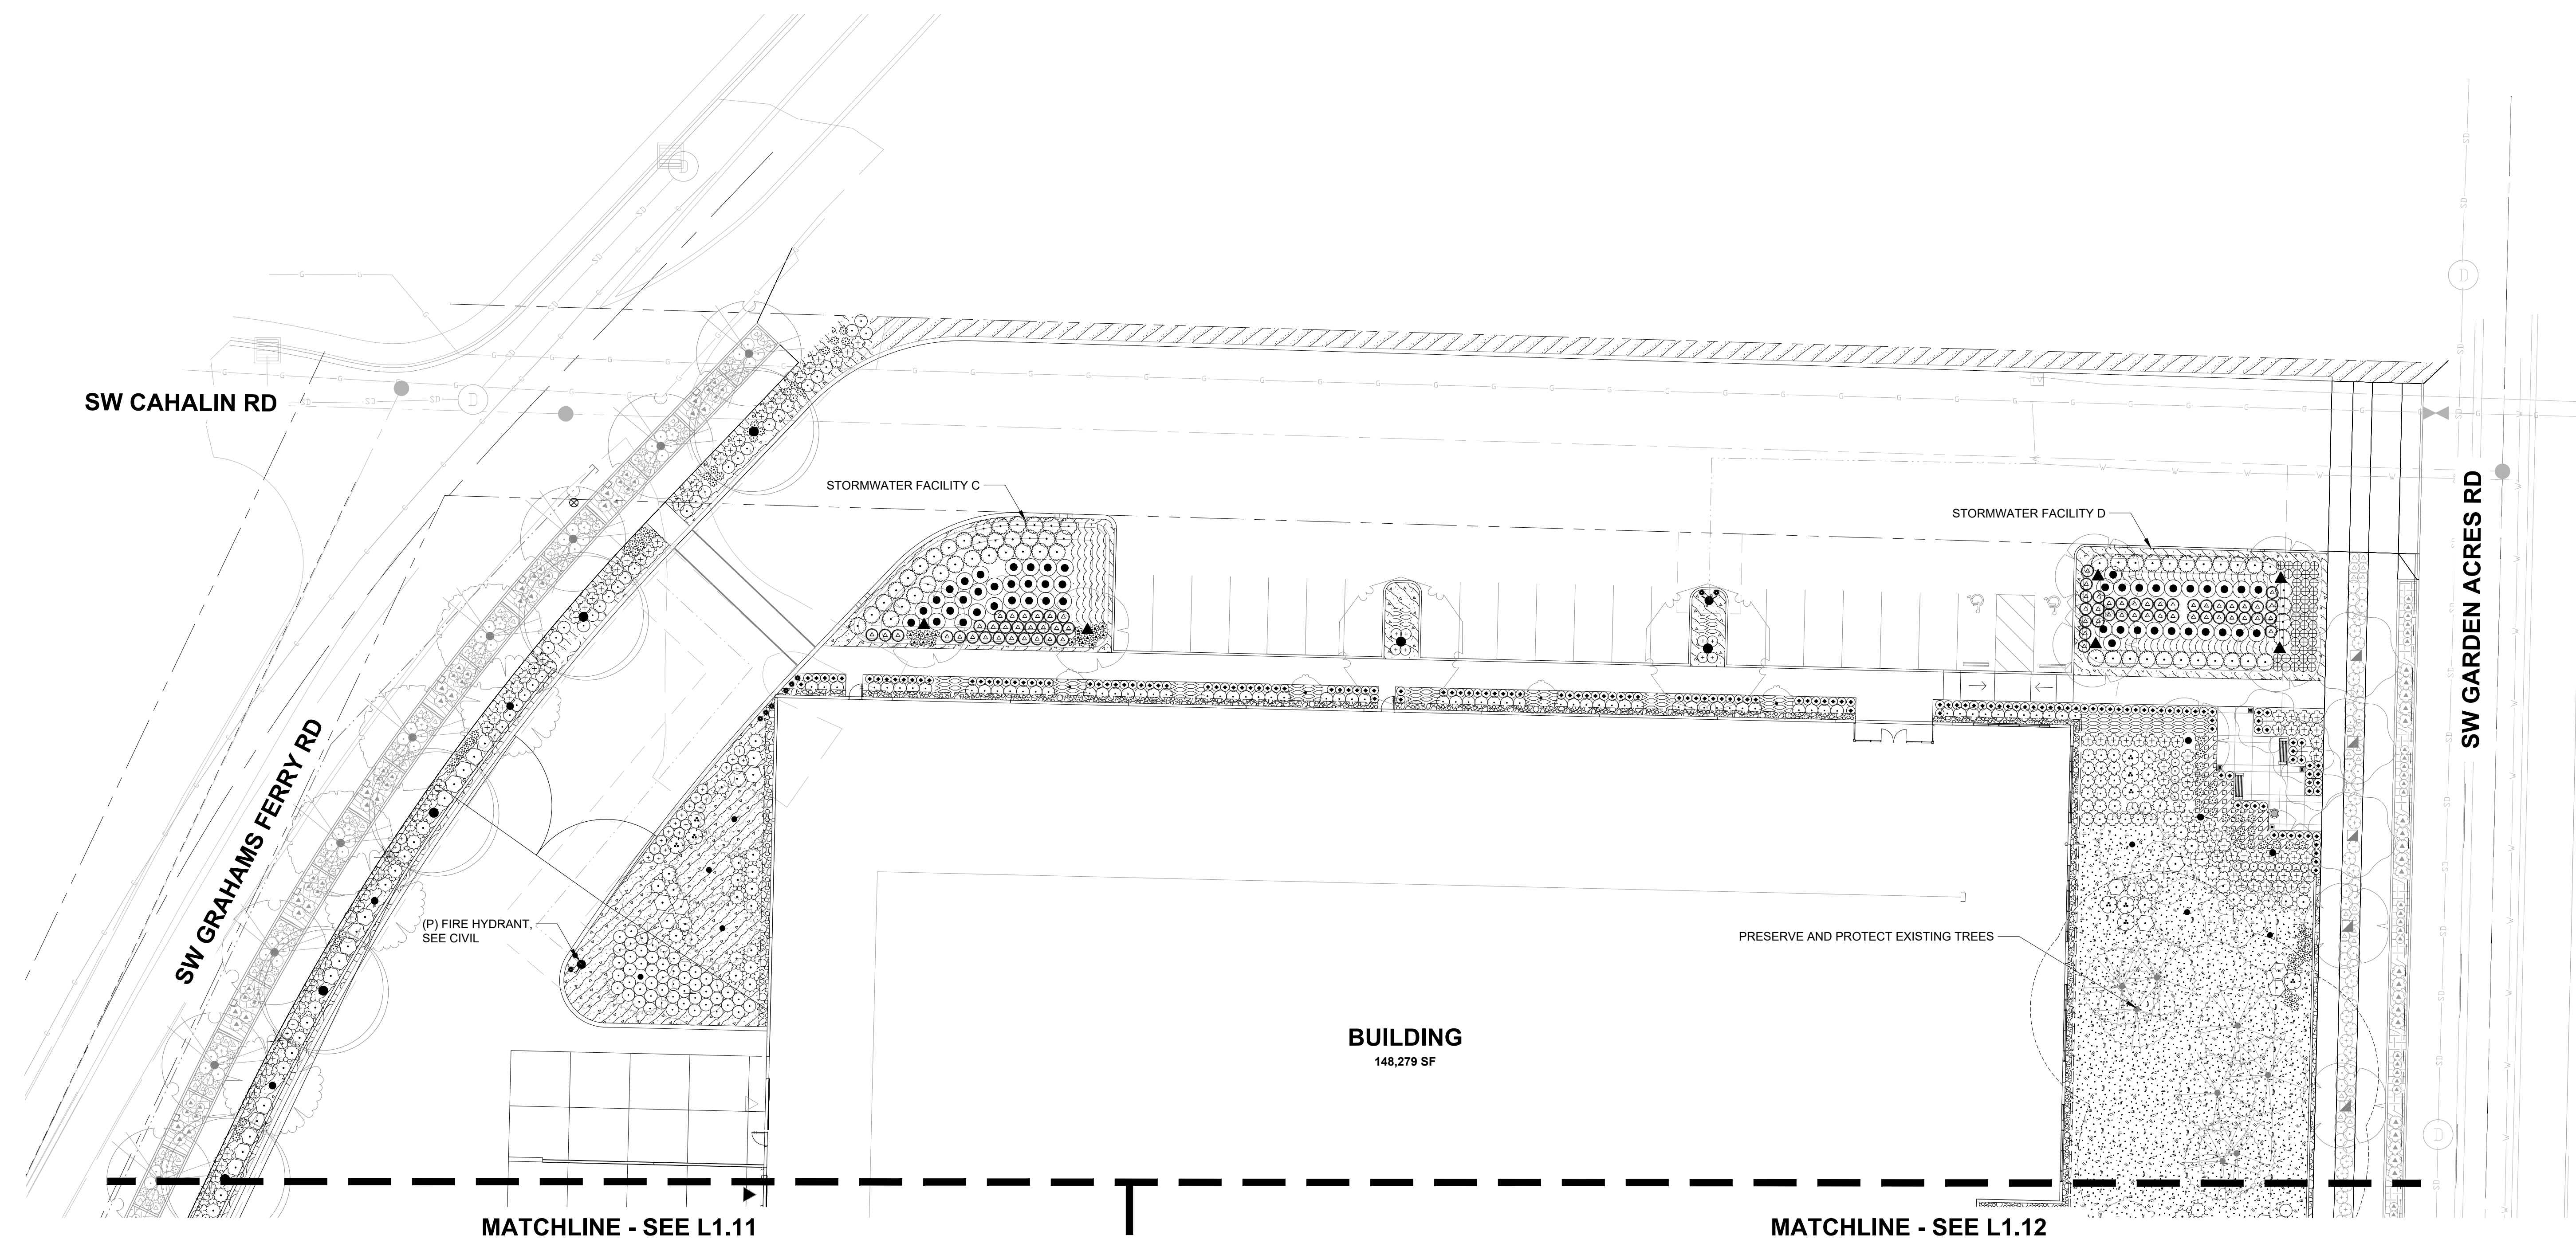 SW CAHALIN RD
STORMWATER FACILITY C
STORMWATER FACILITY D
SW GARDEN ACRES RD
SW GRAHAMS FERRY RD
(P) FIRE HYDRANT,
SEE CIVIL
PRESERVE AND PROTECT EXISTING TREES
BUILDING
148,279 SF
MATCHLINE - SEE L1.11
MATCHLINE - SEE L1.12